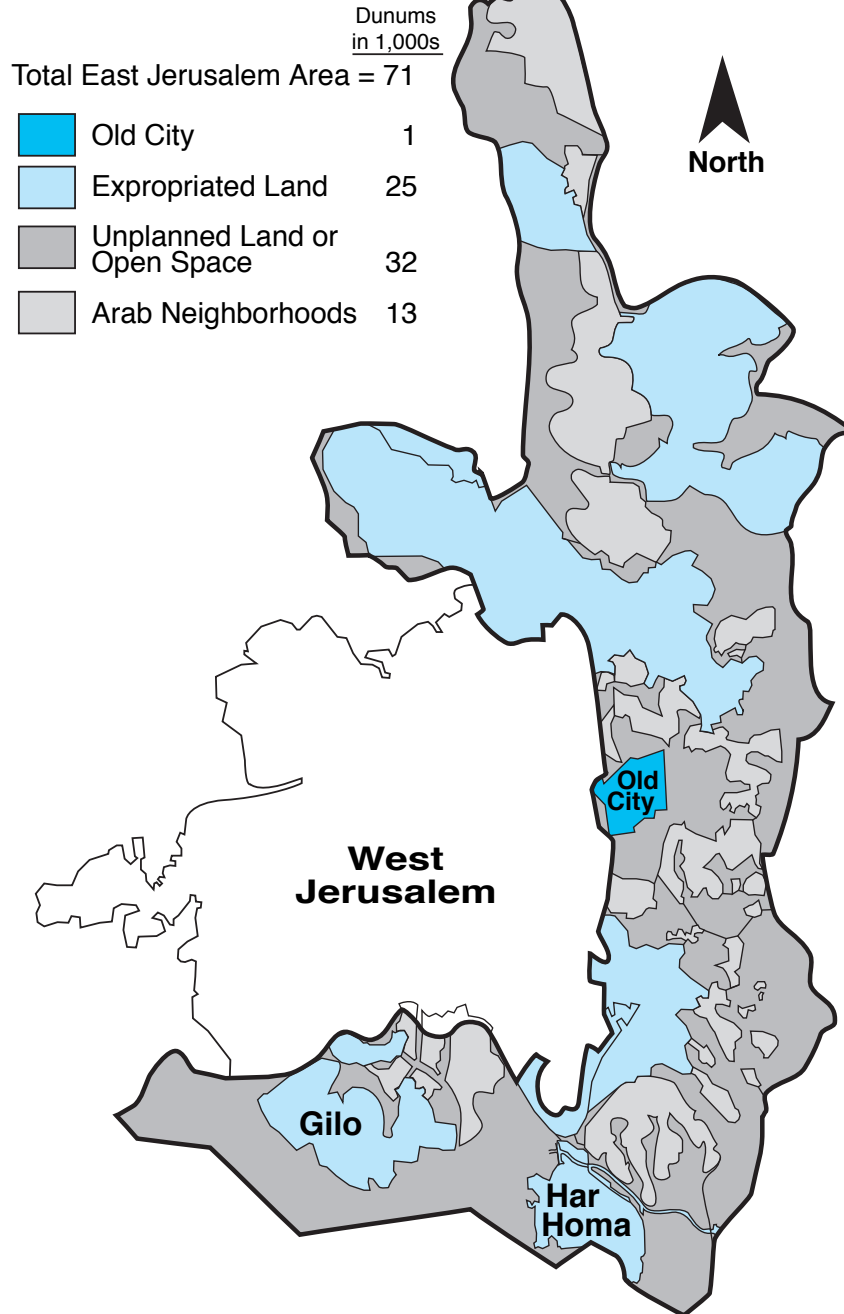 Dunums
in 1,000s
Total East Jerusalem Area = 71
Old City 1
Expropriated Land 25
Unplanned Land or
Open Space 32
Arab Neighborhoods 13
North
Old
City
West
Jerusalem
Gilo
Har
Homa